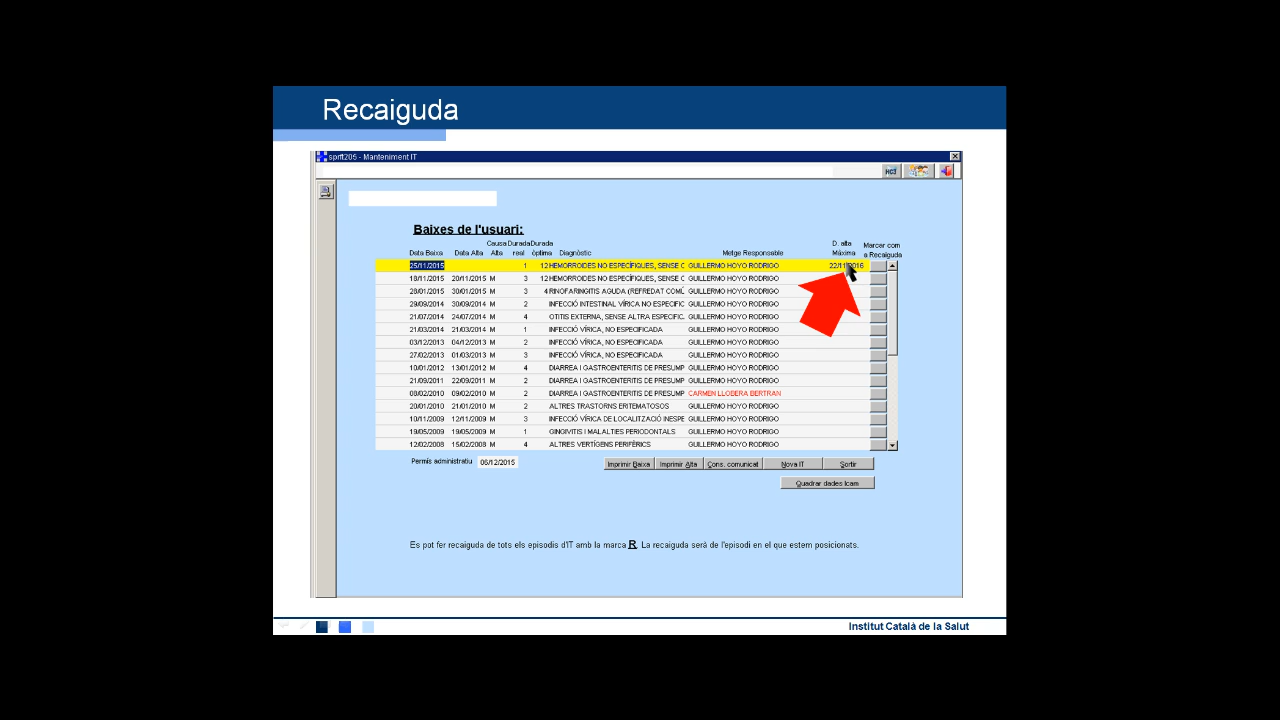 Recaiguda
sprff205 - Manteniment IT
HC3
Baixes de l'usuari:
Causa Durada Durada D. alta Marcar com
Data Baixa Data Alta Alta real òptima Diagnòstic Metge Responsable Màxima a Recaiguda
25/11/2015 1 12 HEMORROIDES NO ESPECÍFIQUES, SENSE C GUILLERMO HOYO RODRIGO 22/11/2016
18/11/2015 20/11/2015 M 3 12 HEMORROIDES NO ESPECÍFIQUES, SENSE C GUILLERMO HOYO RODRIGO
28/01/2015 30/01/2015 M 3 4 RINOFARINGITIS AGUDA (REFREDAT COMÚ GUILLERMO HOYO RODRIGO
29/09/2014 30/09/2014 M 2 INFECCIÓ INTESTINAL VÍRICA NO ESPECIFIC GUILLERMO HOYO RODRIGO
21/07/2014 24/07/2014 M 4 OTITIS EXTERNA, SENSE ALTRA ESPECIFIC. GUILLERMO HOYO RODRIGO
21/03/2014 21/03/2014 M 1 INFECCIÓ VÍRICA, NO ESPECIFICADA GUILLERMO HOYO RODRIGO
03/12/2013 04/12/2013 M 2 INFECCIÓ VÍRICA, NO ESPECIFICADA GUILLERMO HOYO RODRIGO
27/02/2013 01/03/2013 M 3 INFECCIÓ VÍRICA, NO ESPECIFICADA GUILLERMO HOYO RODRIGO
10/01/2012 13/01/2012 M 4 DIARREA I GASTROENTERITIS DE PRESUMP GUILLERMO HOYO RODRIGO
21/09/2011 22/09/2011 M 2 DIARREA I GASTROENTERITIS DE PRESUMP GUILLERMO HOYO RODRIGO
08/02/2010 09/02/2010 M 2 DIARREA I GASTROENTERITIS DE PRESUMP CARMEN LLOBERA BERTRAN
20/01/2010 21/01/2010 M 2 ALTRES TRASTORNS ERITEMATOSOS GUILLERMO HOYO RODRIGO
10/11/2009 12/11/2009 M 3 INFECCIÓ VÍRICA DE LOCALITZACIÓ INESPE GUILLERMO HOYO RODRIGO
19/05/2009 19/05/2009 M 1 GINGIVITIS I MALALTIES PERIODONTALS GUILLERMO HOYO RODRIGO
12/02/2008 15/02/2008 M 4 ALTRES VERTÍGENS PERIFÈRICS GUILLERMO HOYO RODRIGO
Permís administratiu 06/12/2015 Imprimir Baixa Imprimir Alta Cons. comunicat Nova IT Sortir
Quadrar dades Icam
Es pot fer recaiguda de tots els episodis d'IT amb la marca R. La recaiguda serà de l'episodi en el que estem posicionats.
Institut Català de la Salut